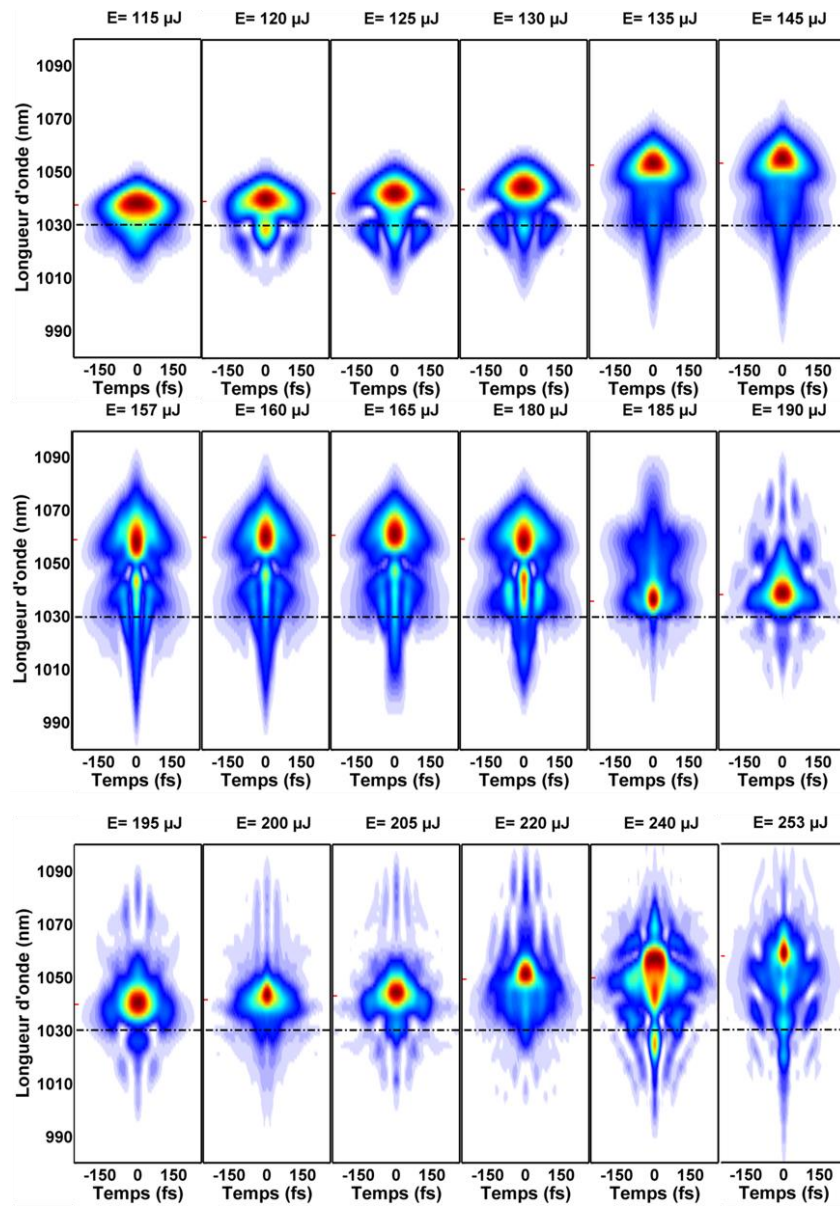 E= 115 µJ E= 120 µJ E= 125 µJ E= 130 µJ E= 135 µJ E= 145 µJ
Longueur d'onde (nm)
1090
1070
1050
1030
1010
990
-150 0 150 -150 0 150 -150 0 150 -150 0 150 -150 0 150 -150 0 150
Temps (fs) Temps (fs) Temps (fs) Temps (fs) Temps (fs) Temps (fs)
E= 157 µJ E= 160 µJ E= 165 µJ E= 180 µJ E= 185 µJ E= 190 µJ
Longueur d'onde (nm)
1090
1070
1050
1030
1010
990
-150 0 150 -150 0 150 -150 0 150 -150 0 150 -150 0 150 -150 0 150
Temps (fs) Temps (fs) Temps (fs) Temps (fs) Temps (fs) Temps (fs)
E= 195 µJ E= 200 µJ E= 205 µJ E= 220 µJ E= 240 µJ E= 253 µJ
Longueur d'onde (nm)
1090
1070
1050
1030
1010
990
-150 0 150 -150 0 150 -150 0 150 -150 0 150 -150 0 150 -150 0 150
Temps (fs) Temps (fs) Temps (fs) Temps (fs) Temps (fs) Temps (fs)